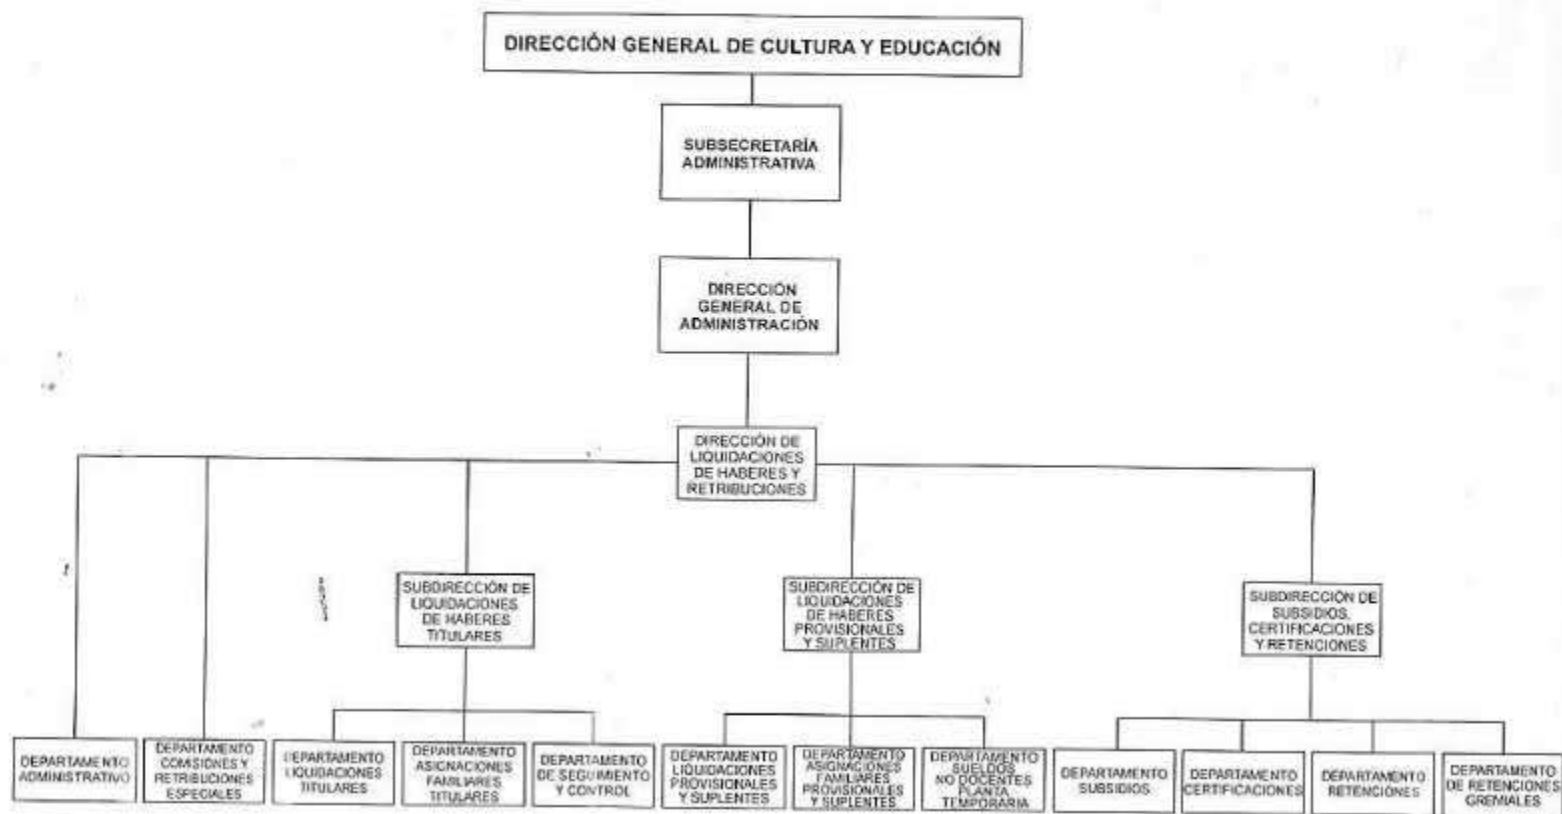 DIRECCIÓN GENERAL DE CULTURA Y EDUCACIÓN
SUBSECRETARÍA
ADMINISTRATIVA
DIRECCIÓN
GENERAL DE
ADMINISTRACIÓN
DIRECCIÓN DE
LIQUIDACIONES
DE HABERES Y
RETRIBUCIONES
SUBDIRECCIÓN DE
LIQUIDACIONES
DE HABERES
TITULARES
SUBDIRECCIÓN DE
LIQUIDACIONES
DE HABERES
PROVISIONALES
Y SUPLENTES
SUBDIRECCIÓN DE
SUBSIDIOS,
CERTIFICACIONES
Y RETENCIONES
DEPARTAMENTO
ADMINISTRATIVO
DEPARTAMENTO
COMISIONES Y
RETRIBUCIONES
ESPECIALES
DEPARTAMENTO
LIQUIDACIONES
TITULARES
DEPARTAMENTO
ASIGNACIONES
FAMILIARES
TITULARES
DEPARTAMENTO
DE SEGUIMIENTO
Y CONTROL
DEPARTAMENTO
LIQUIDACIONES
PROVISIONALES
Y SUPLENTES
DEPARTAMENTO
ASIGNACIONES
FAMILIARES
PROVISIONALES
Y SUPLENTES
DEPARTAMENTO
SUELDOS
NO DOCENTES
PLANTA
TEMPORARIA
DEPARTAMENTO
SUBSIDIOS
DEPARTAMENTO
CERTIFICACIONES
DEPARTAMENTO
RETENCIONES
DEPARTAMENTO
DE RETENCIONES
GREMIALES